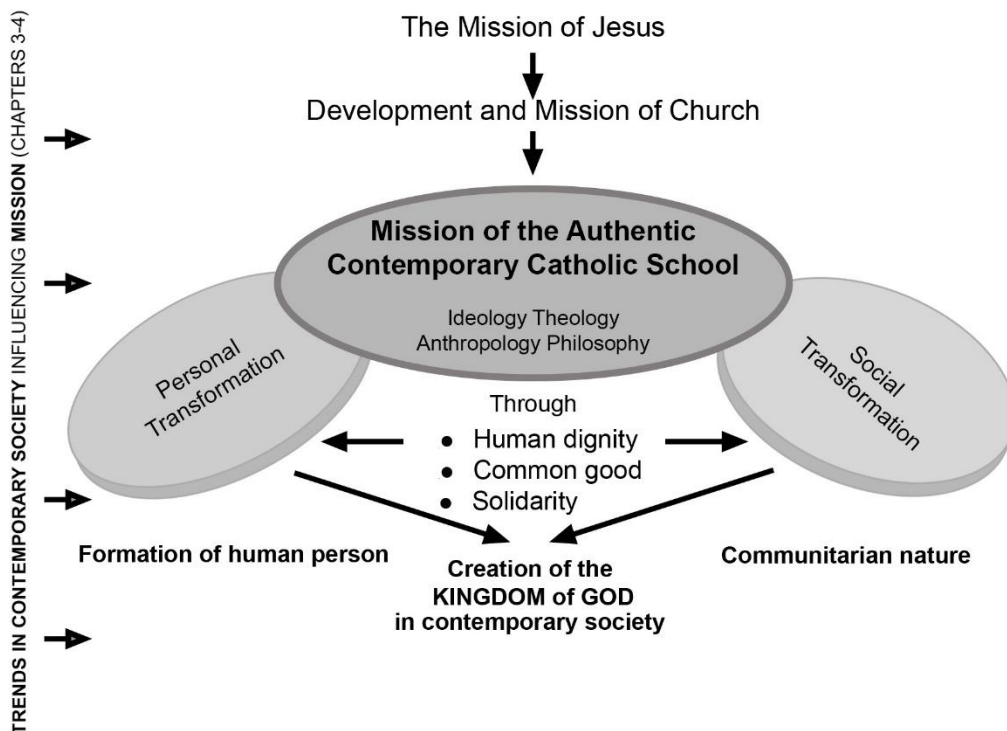 TRENDS IN CONTEMPORARY SOCIETY INFLUENCING MISSION (CHAPTERS 3-4)
The Mission of Jesus
Development and Mission of Church
Mission of the Authentic
Contemporary Catholic School
Ideology Theology
Anthropology Philosophy
Personal
Transformation
Social
Transformation
Through
• Human dignity
• Common good
• Solidarity
Formation of human person
Communitarian nature
Creation of the
KINGDOM of GOD
in contemporary society